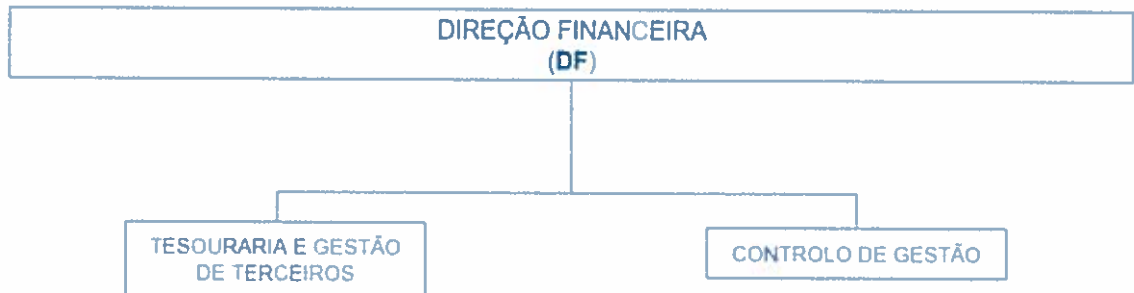 DIREÇÃO FINANCEIRA
(DF)
TESOURARIA E GESTÃO
DE TERCEIROS
CONTROLO DE GESTÃO